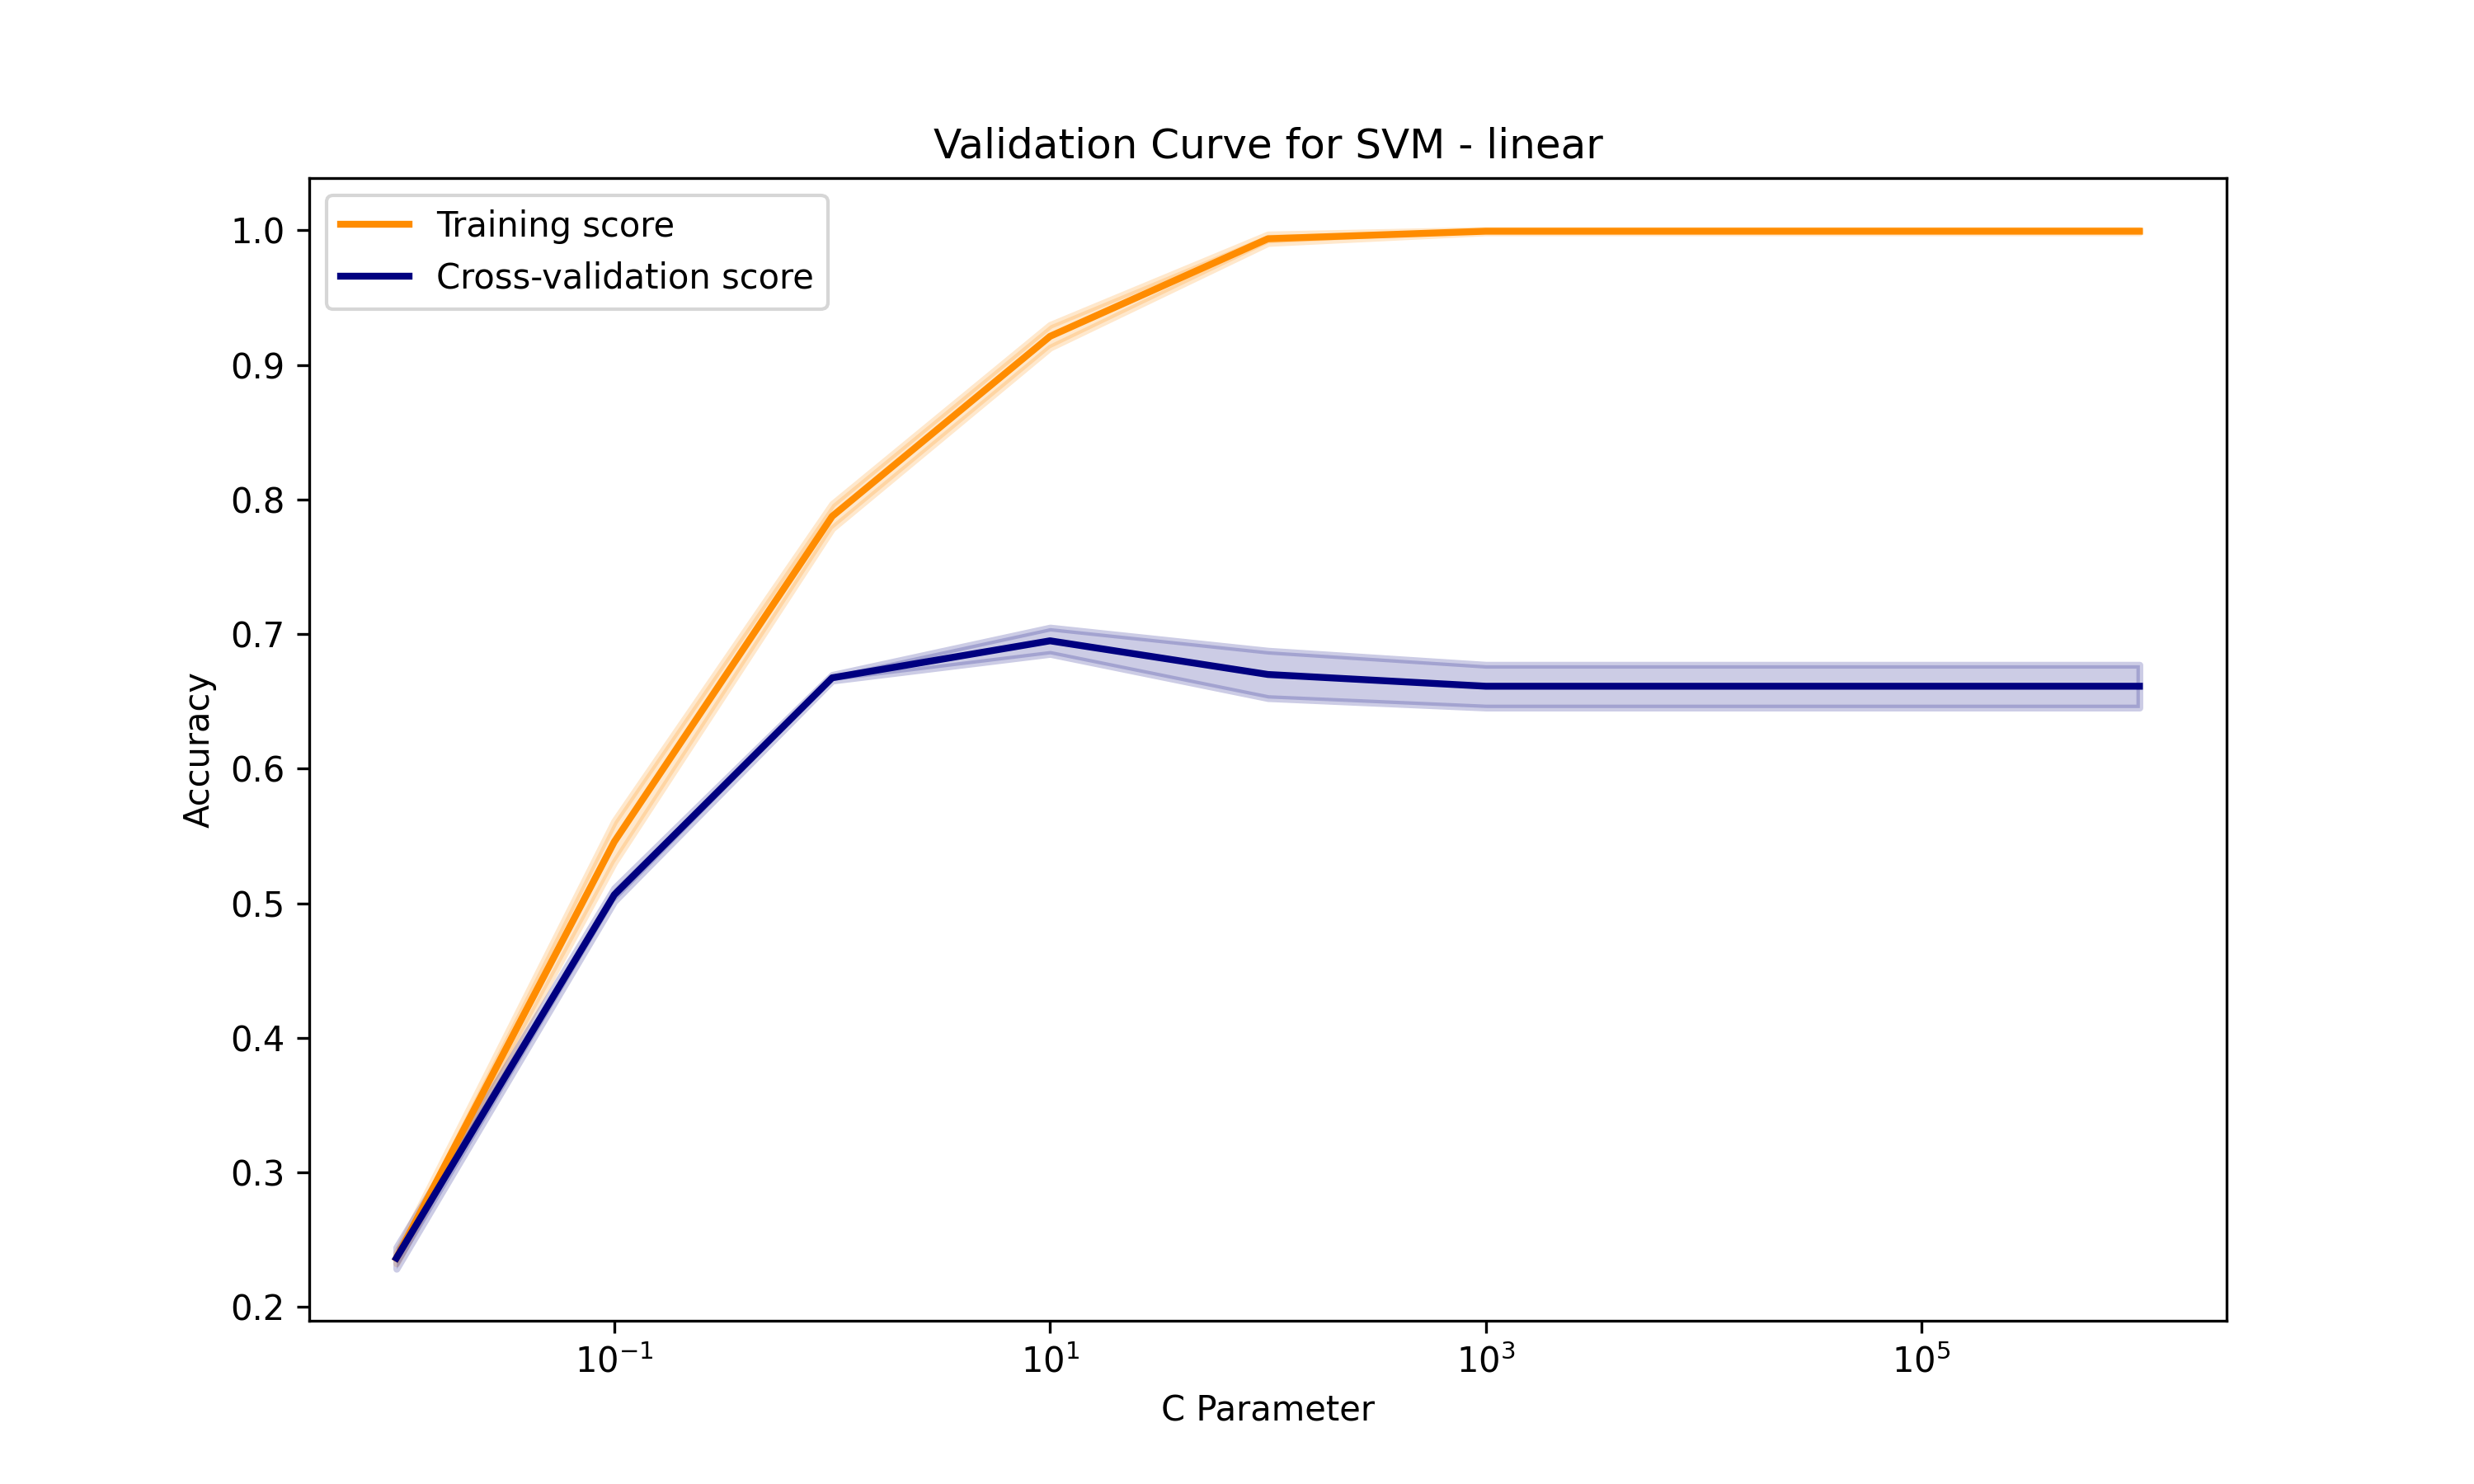 Validation Curve for SVM - linear
Training score
Cross-validation score
1.0
0.9
0.8
0.7
0.6
0.5
0.4
0.3
0.2
Accuracy
10⁻¹ 10¹ 10³ 10⁵
C Parameter